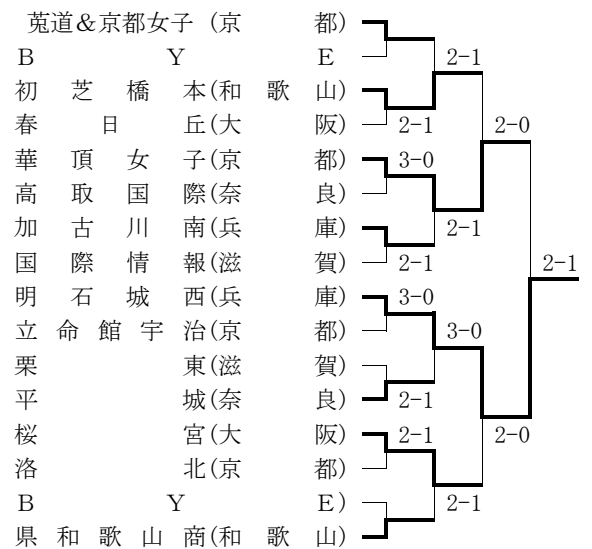 莵道＆京都女子 (京都)
BYE 2-1
初芝橋本(和歌山)
春日丘(大阪) 2-1 2-0
華頂女子(京都) 3-0
高取国際(奈良)
加古川南(兵庫) 2-1
国際情報(滋賀) 2-1 2-1
明石城西(兵庫) 3-0
立命館宇治(京都) 3-0
栗東(滋賀)
平城(奈良) 2-1
桜宮(大阪) 2-1 2-0
洛北(京都)
BYE) 2-1
県和歌山商(和歌山)